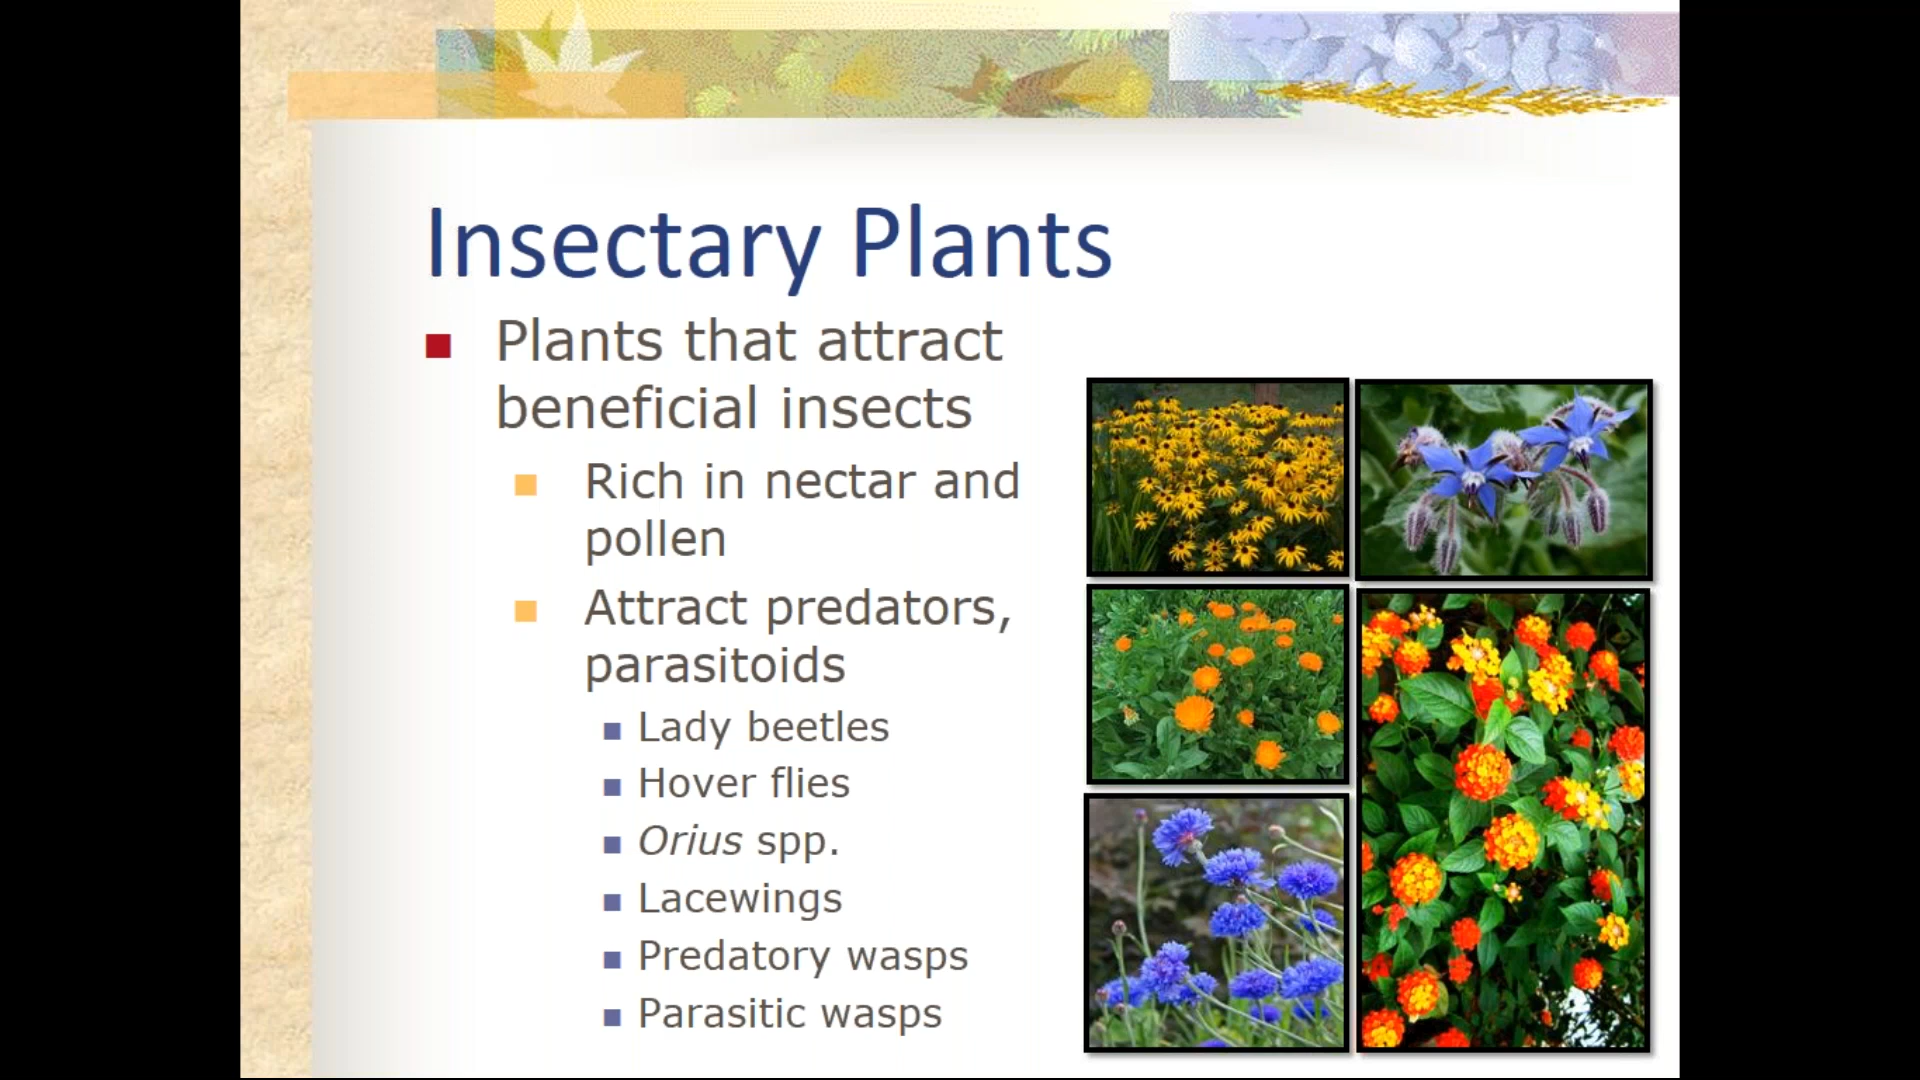 Insectary Plants
Plants that attract
beneficial insects
Rich in nectar and
pollen
Attract predators,
parasitoids
Lady beetles
Hover flies
Orius spp.
Lacewings
Predatory wasps
Parasitic wasps